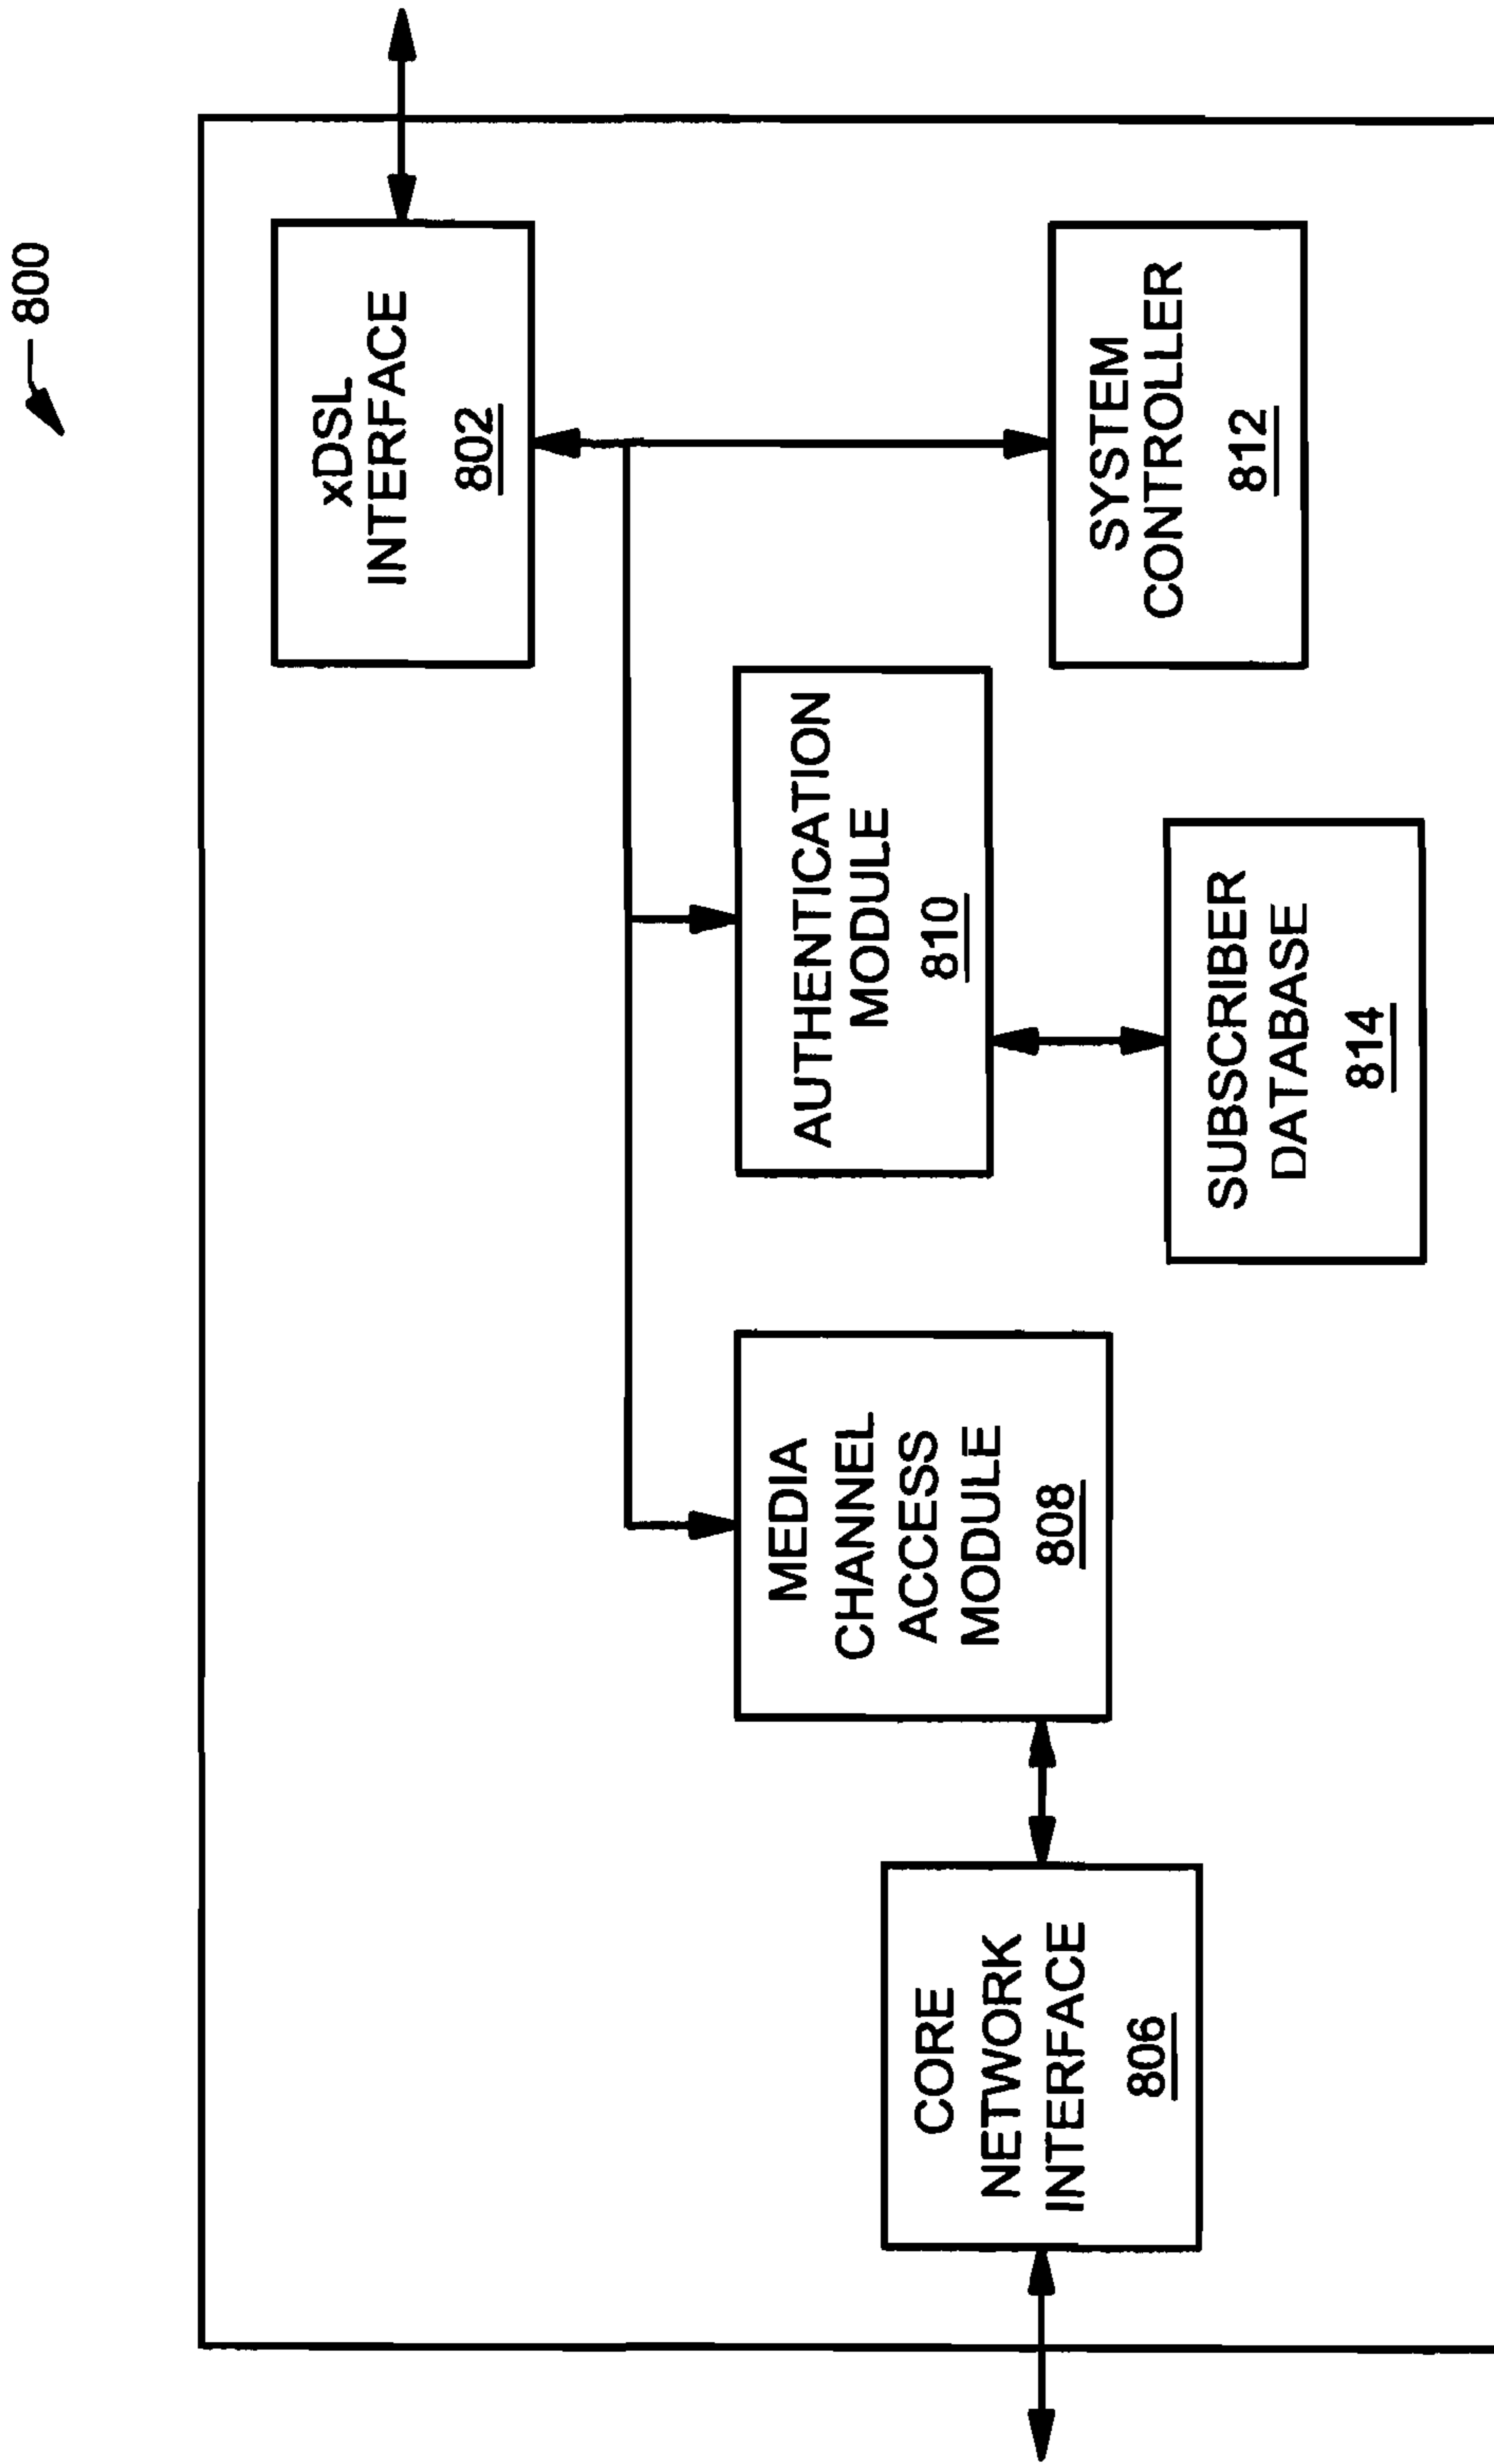 800
xDSL
INTERFACE
802
SYSTEM
CONTROLLER
812
AUTHENTICATION
MODULE
810
SUBSCRIBER
DATABASE
814
MEDIA
CHANNEL
ACCESS
MODULE
808
CORE
NETWORK
INTERFACE
806